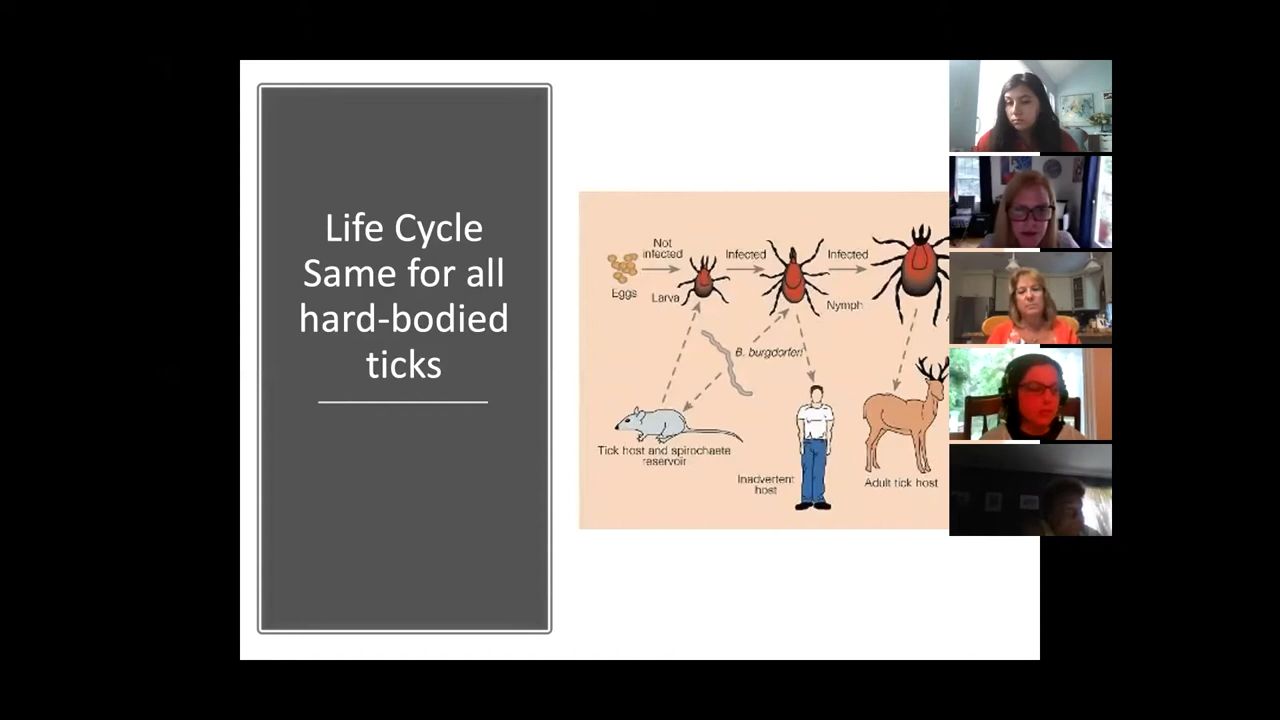 Life Cycle
Same for all
hard-bodied
ticks
Not
infected
Infected
Infected
Eggs
Larva
Nymph
B. burgdorferi
Tick host and spirochaete
reservoir
Inadvertent
host
Adult tick host